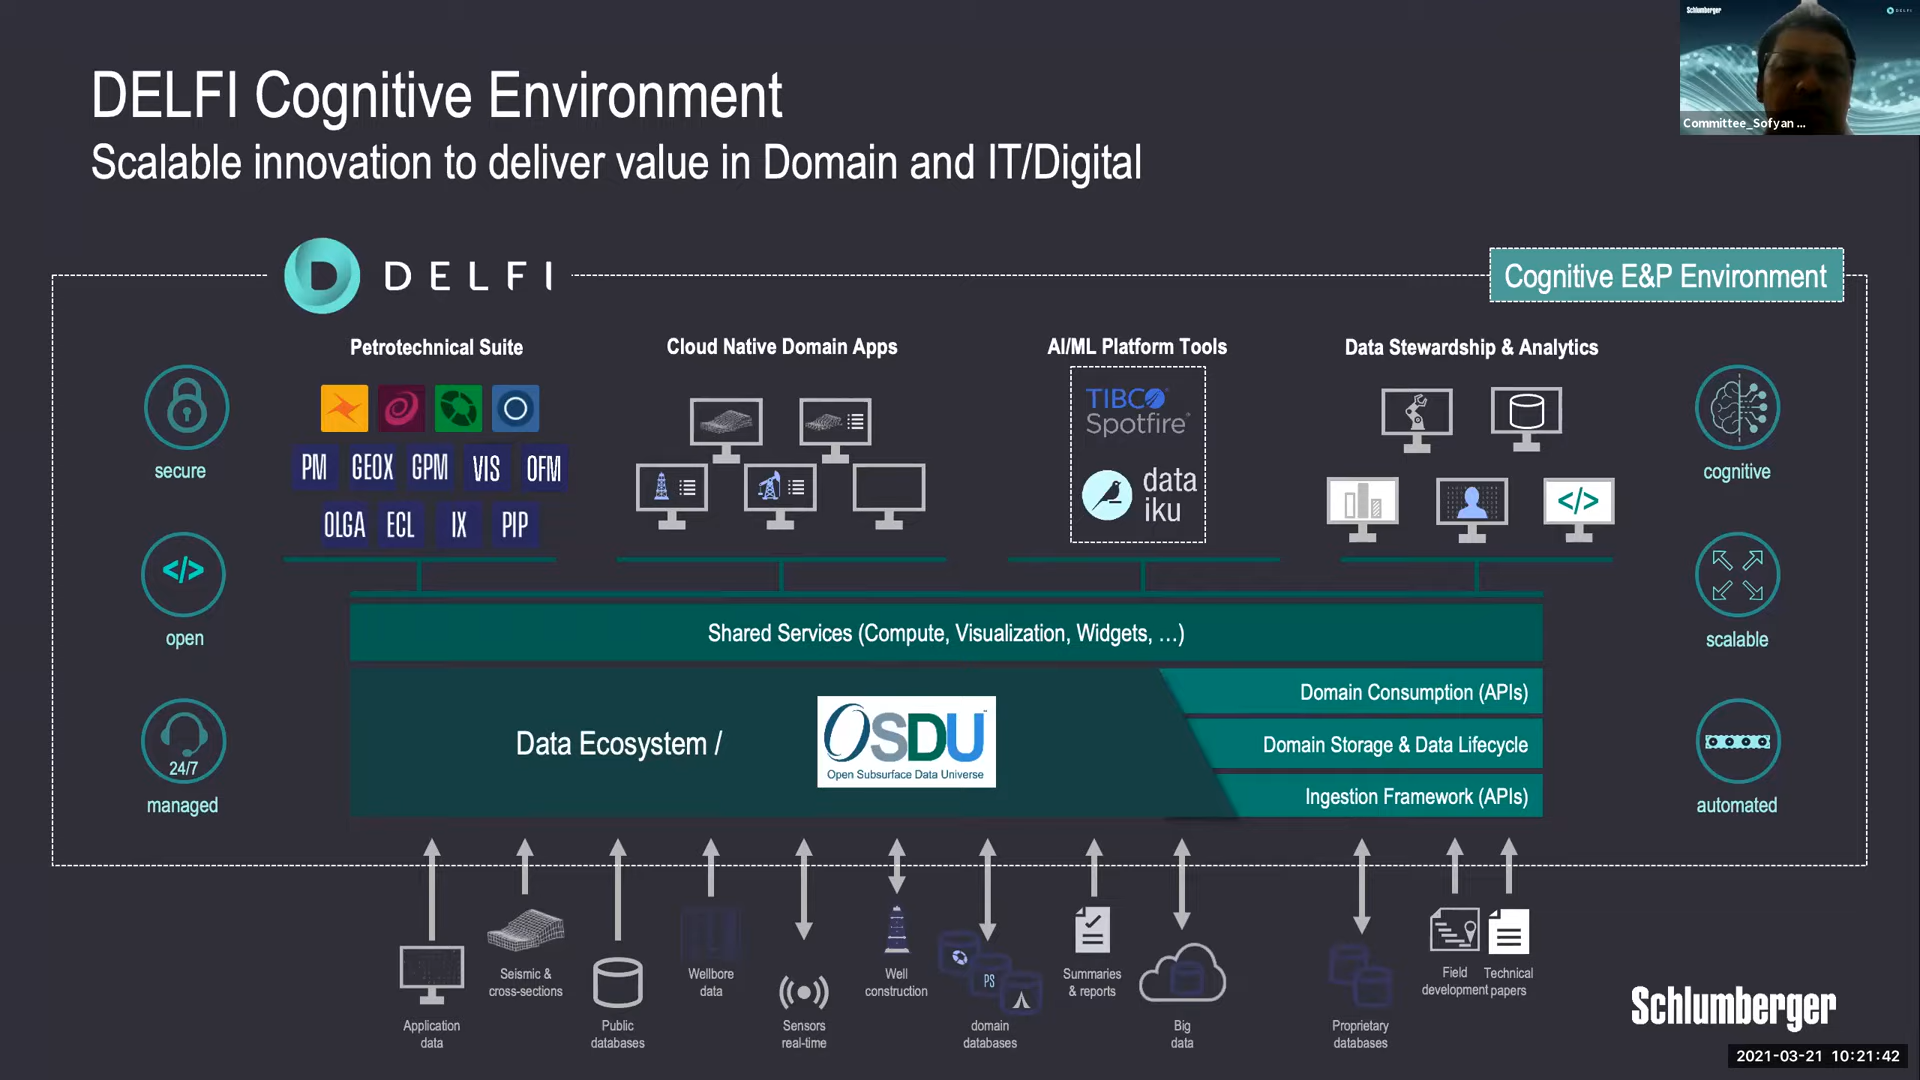 Schlumberger
DELFI
Committee_Sofyan ...
DELFI Cognitive Environment
Scalable innovation to deliver value in Domain and IT/Digital
D DELFI
Cognitive E&P Environment
Petrotechnical Suite
Cloud Native Domain Apps
AI/ML Platform Tools
Data Stewardship & Analytics
TIBCO®
Spotfire®
PM GEOX GPM VIS OFM
data
iku
OLGA ECL IX PIP
</>
secure
cognitive
</>
open
scalable
24/7
managed
automated
Shared Services (Compute, Visualization, Widgets, …)
Data Ecosystem /
OSDU™
Open Subsurface Data Universe
Domain Consumption (APIs)
Domain Storage & Data Lifecycle
Ingestion Framework (APIs)
Application
data
Seismic &
cross-sections
Public
databases
Wellbore
data
Sensors
real-time
Well
construction
PS
domain
databases
Summaries
& reports
Big
data
Proprietary
databases
Field
development
Technical
papers
Schlumberger
2021-03-21 10:21:42